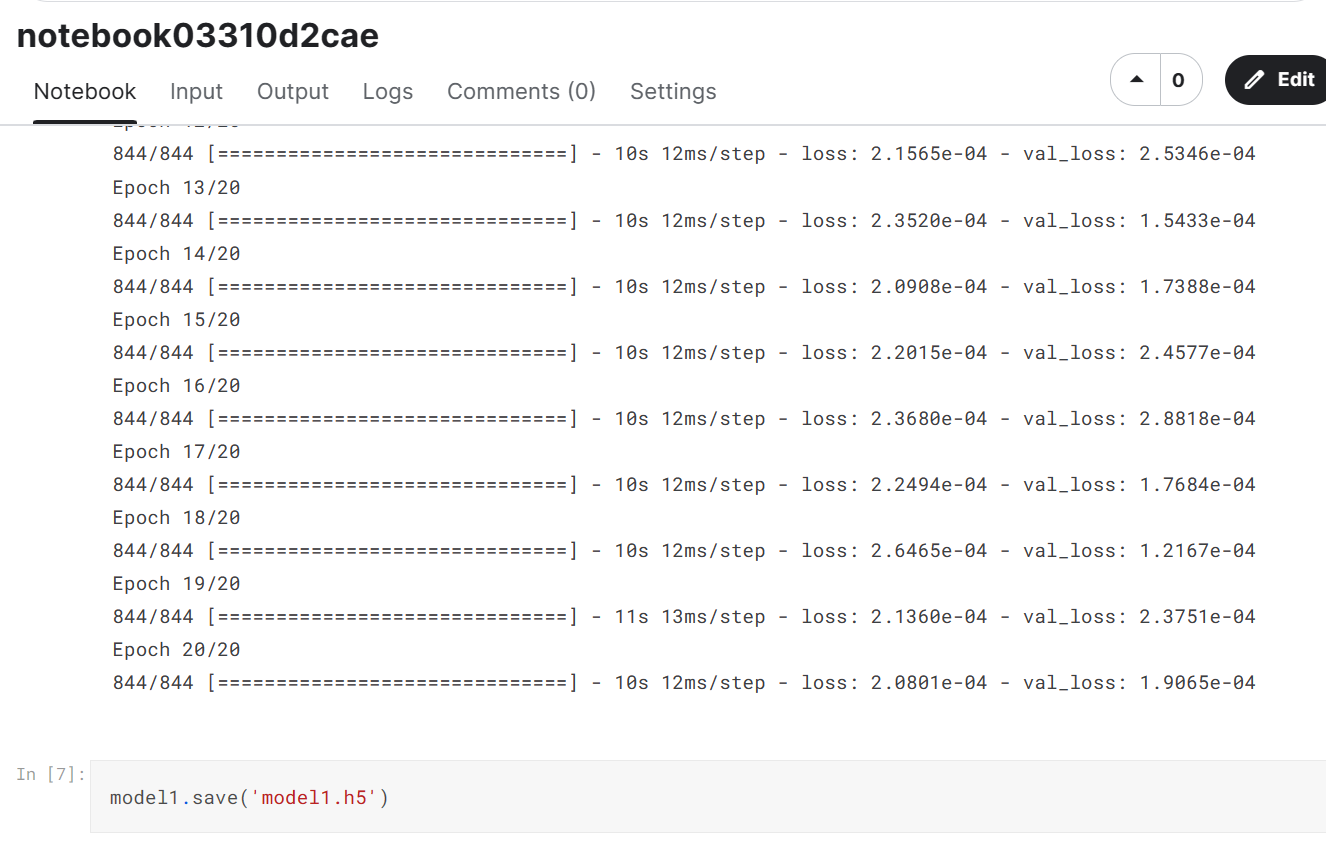 notebook03310d2cae
0
Edit
Notebook Input Output Logs Comments (0) Settings
844/844 [==============================] - 10s 12ms/step - loss: 2.1565e-04 - val_loss: 2.5346e-04
Epoch 13/20
844/844 [==============================] - 10s 12ms/step - loss: 2.3520e-04 - val_loss: 1.5433e-04
Epoch 14/20
844/844 [==============================] - 10s 12ms/step - loss: 2.0908e-04 - val_loss: 1.7388e-04
Epoch 15/20
844/844 [==============================] - 10s 12ms/step - loss: 2.2015e-04 - val_loss: 2.4577e-04
Epoch 16/20
844/844 [==============================] - 10s 12ms/step - loss: 2.3680e-04 - val_loss: 2.8818e-04
Epoch 17/20
844/844 [==============================] - 10s 12ms/step - loss: 2.2494e-04 - val_loss: 1.7684e-04
Epoch 18/20
844/844 [==============================] - 10s 12ms/step - loss: 2.6465e-04 - val_loss: 1.2167e-04
Epoch 19/20
844/844 [==============================] - 11s 13ms/step - loss: 2.1360e-04 - val_loss: 2.3751e-04
Epoch 20/20
844/844 [==============================] - 10s 12ms/step - loss: 2.0801e-04 - val_loss: 1.9065e-04
In [7]:
model1.save('model1.h5')